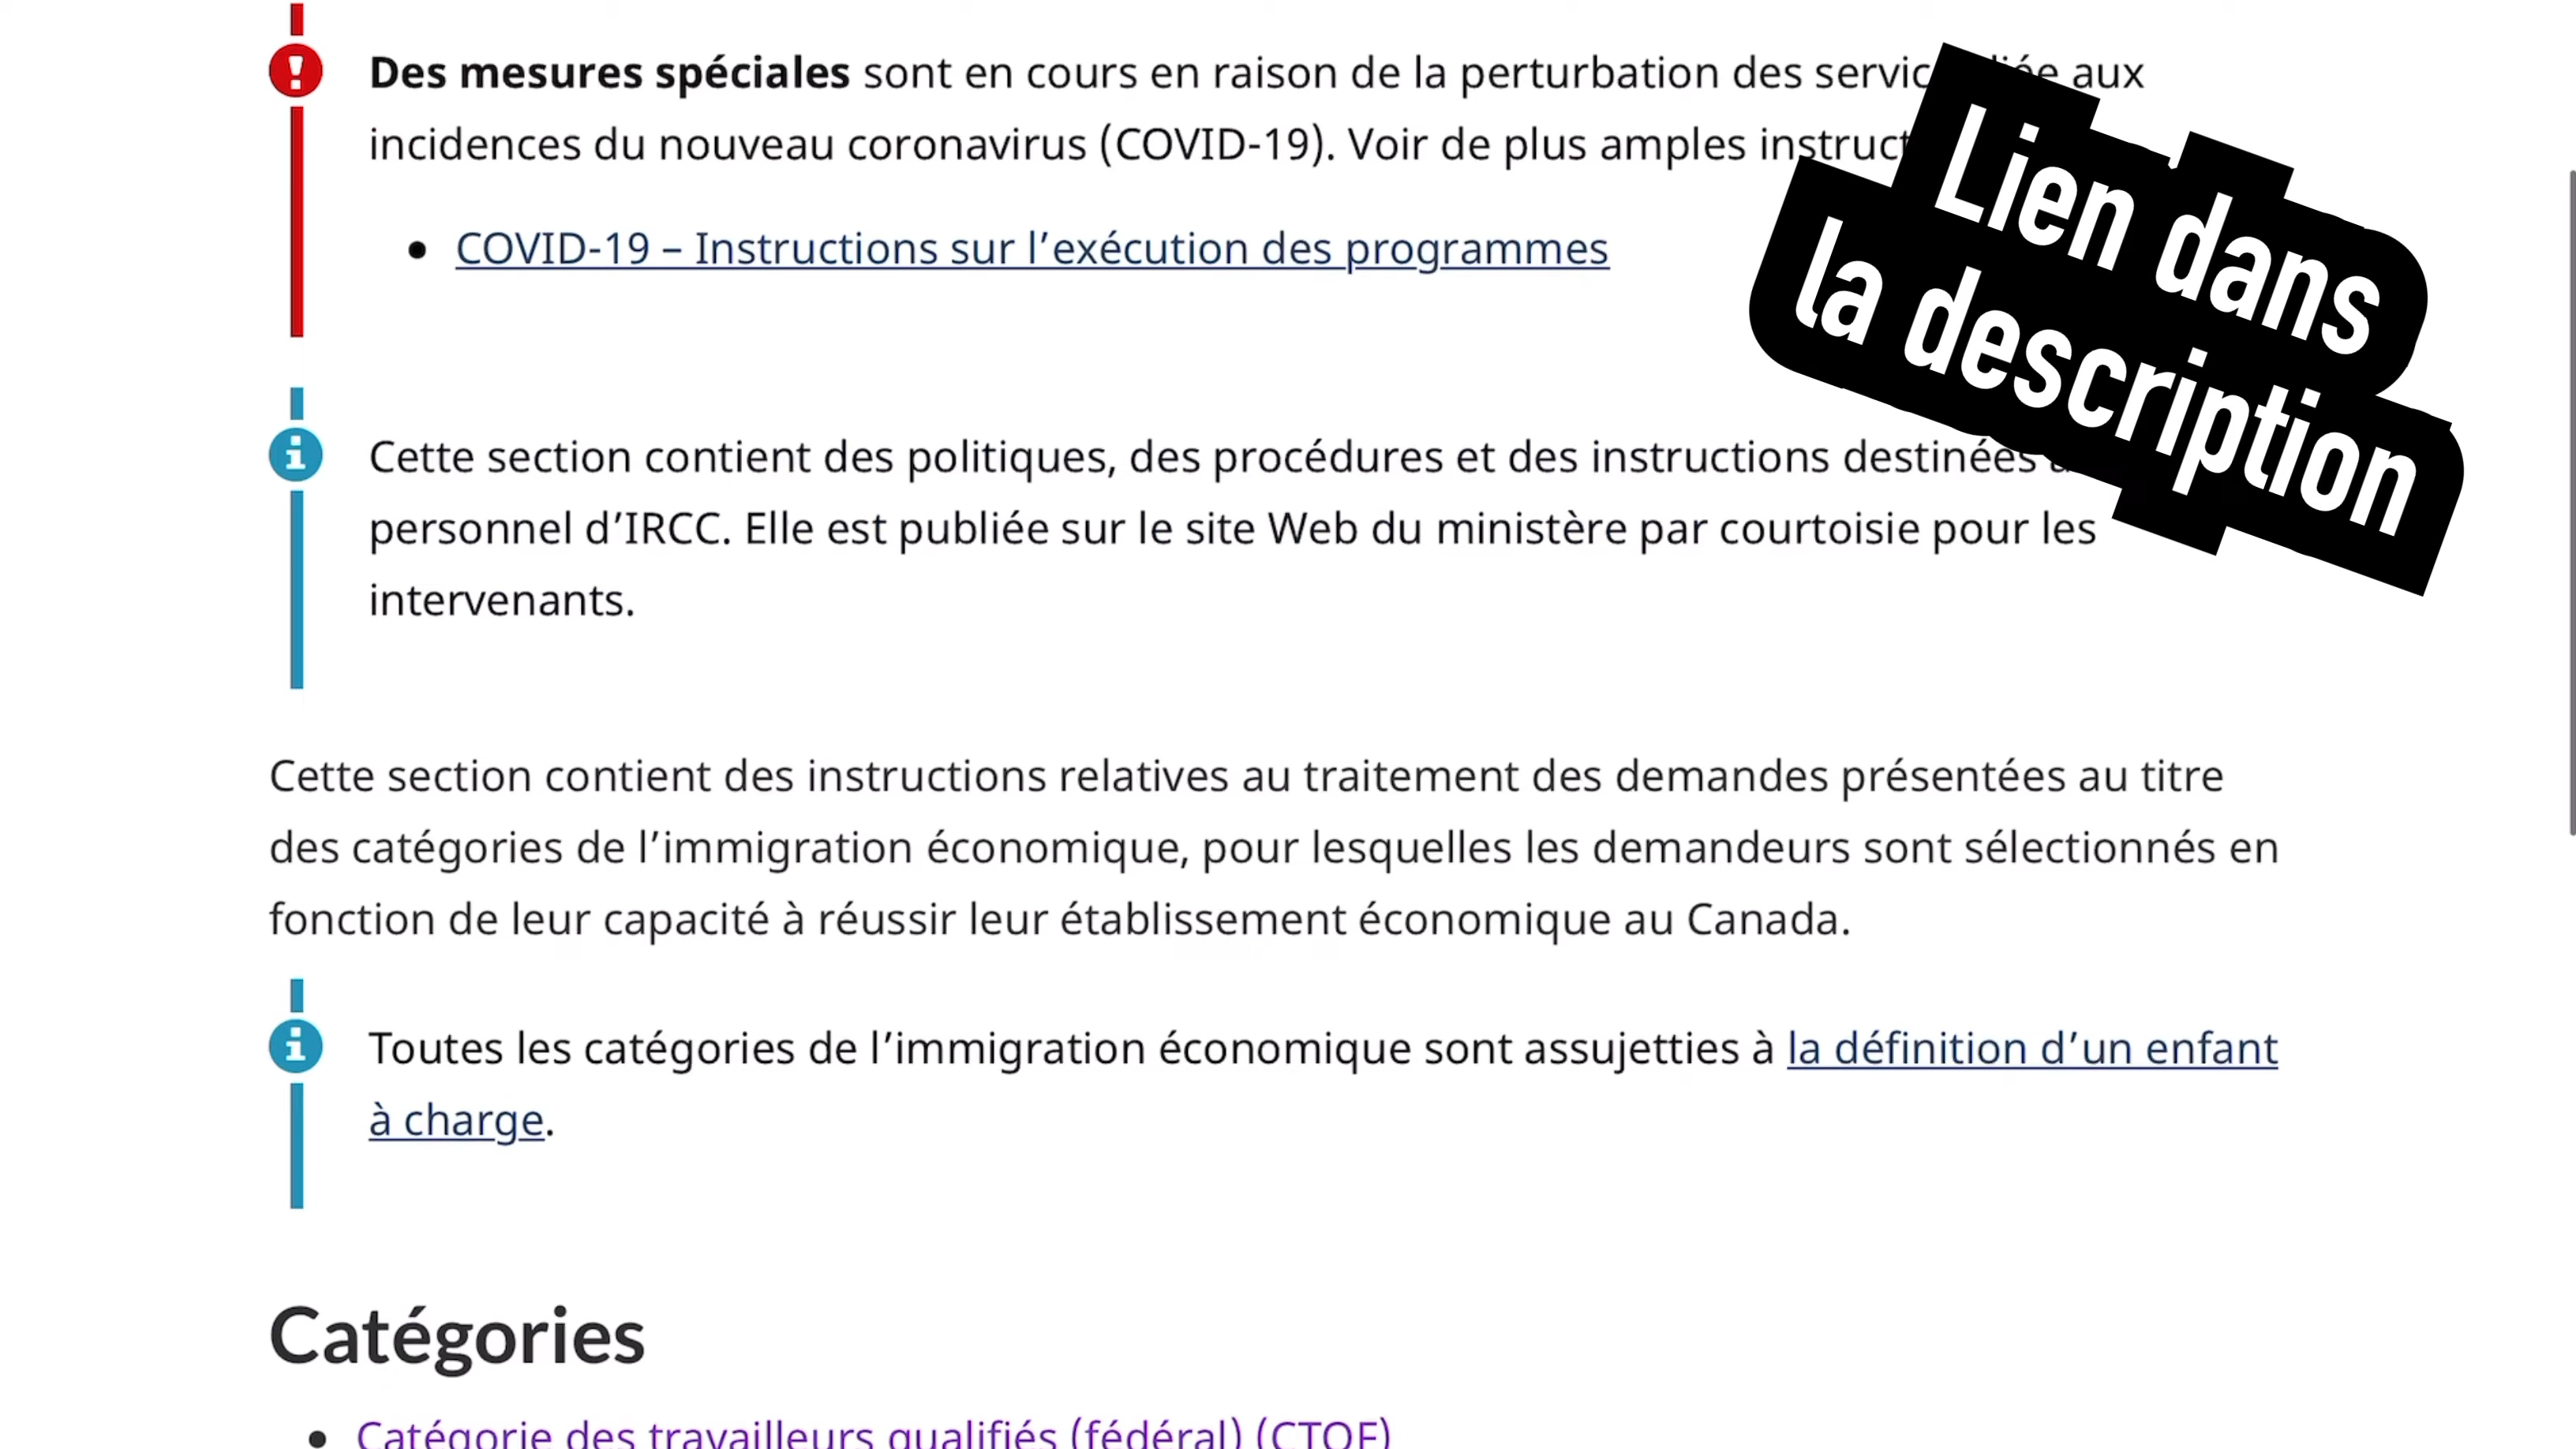 Des mesures spéciales sont en cours en raison de la perturbation des aux
incidences du nouveau coronavirus (COVID-19). Voir de plus amples
• COVID-19 – Instructions sur l’exécution des programmes
Lien dans
la description
Cette section contient des politiques, des procédures et des instructions destinées
personnel d’IRCC. Elle est publiée sur le site Web du ministère par courtoisie pour les
intervenants.
Cette section contient des instructions relatives au traitement des demandes présentées au titre
des catégories de l’immigration économique, pour lesquelles les demandeurs sont sélectionnés en
fonction de leur capacité à réussir leur établissement économique au Canada.
Toutes les catégories de l’immigration économique sont assujetties à la définition d’un enfant
à charge.
Catégories
• Catégorie des travailleurs qualifiés (fédéral) (CTQF)